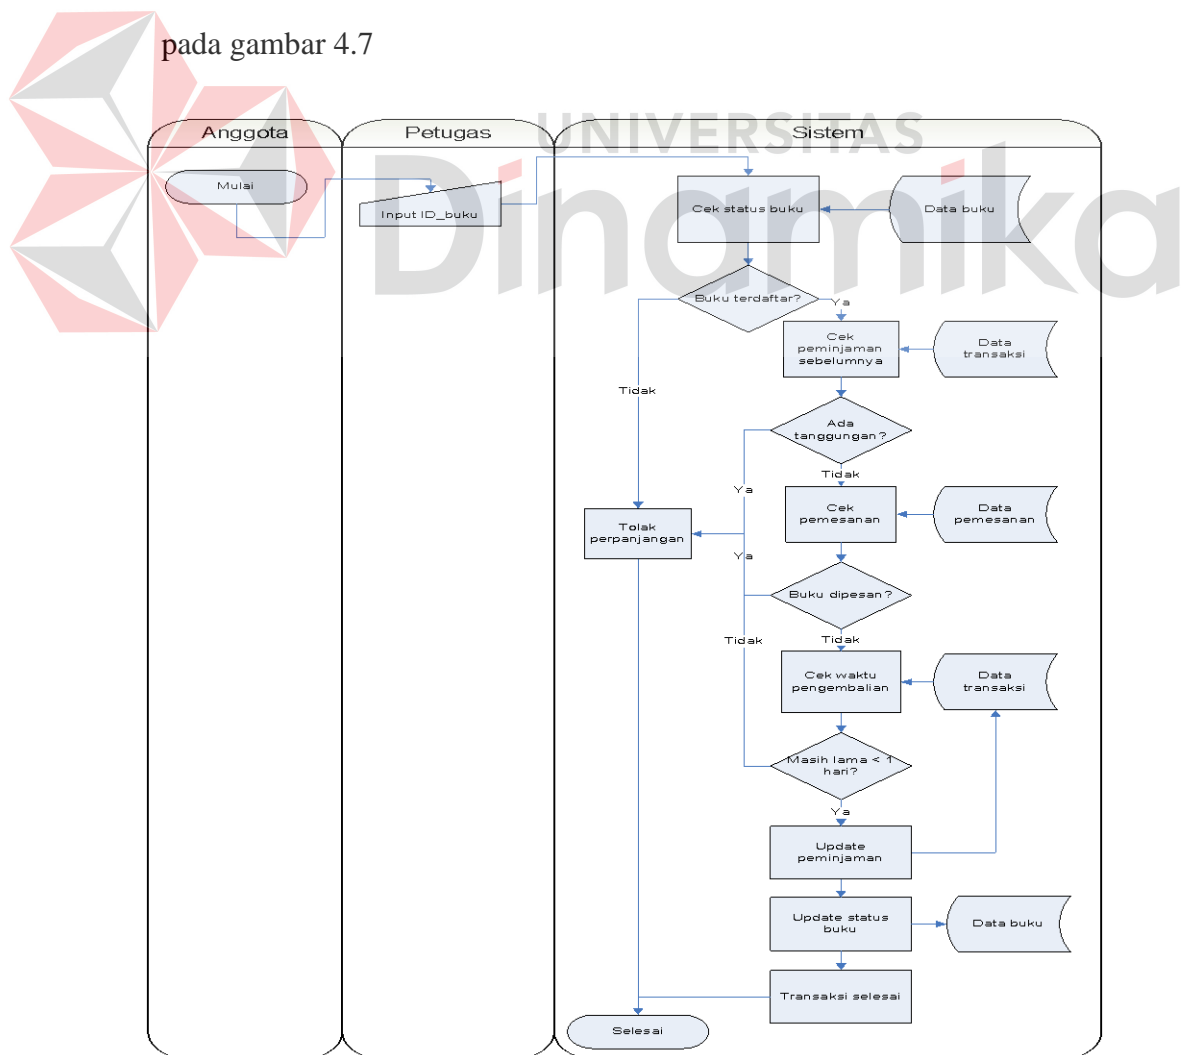 pada gambar 4.7
UNIVERSITAS
Dinamika
Anggota
Petugas
Sistem
Mulai
Input ID_buku
Cek status buku
Data buku
Buku terdaftar?
Ya
Cek
peminjaman
sebelumnya
Data
transaksi
Tidak
Ada
tanggungan?
Tidak
Ya
Cek
pemesanan
Data
pemesanan
Tolak
perpanjangan
Ya
Buku dipesan?
Tidak
Tidak
Cek waktu
pengembalian
Data
transaksi
Masih lama < 1
hari?
Ya
Update
peminjaman
Update status
buku
Data buku
Transaksi selesai
Selesai